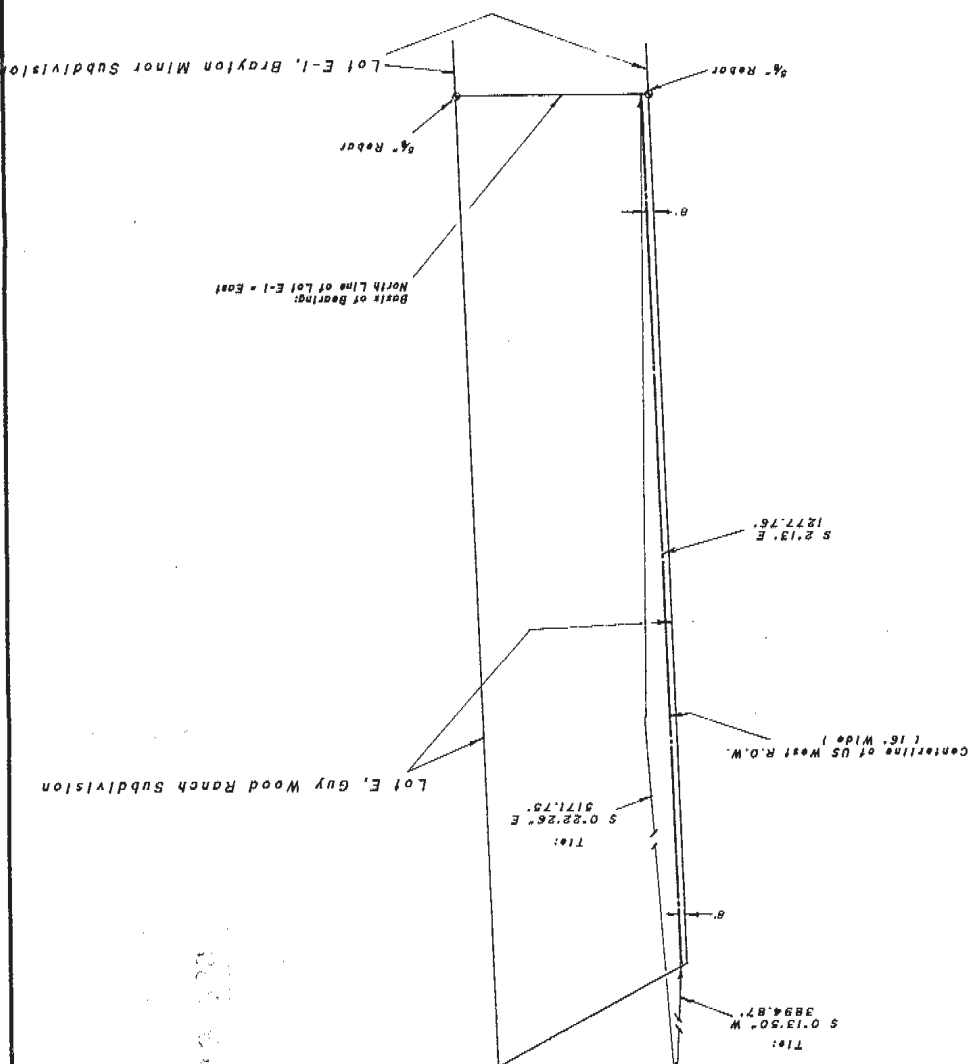 Tie:
S 0°13'50" W
3894.87'
8'
Tie:
S 0°22'26" E
5171.75'
Lot E, Guy Wood Ranch Subdivision
Centerline of US West R.O.W.
( 16' Wide )
S 2°13' E
1277.76'
Basis of Bearing:
North Line of Lot E-1 = East
8'
5/8" Rebar
5/8" Rebar
Lot E-1, Brayton Minor Subdivision